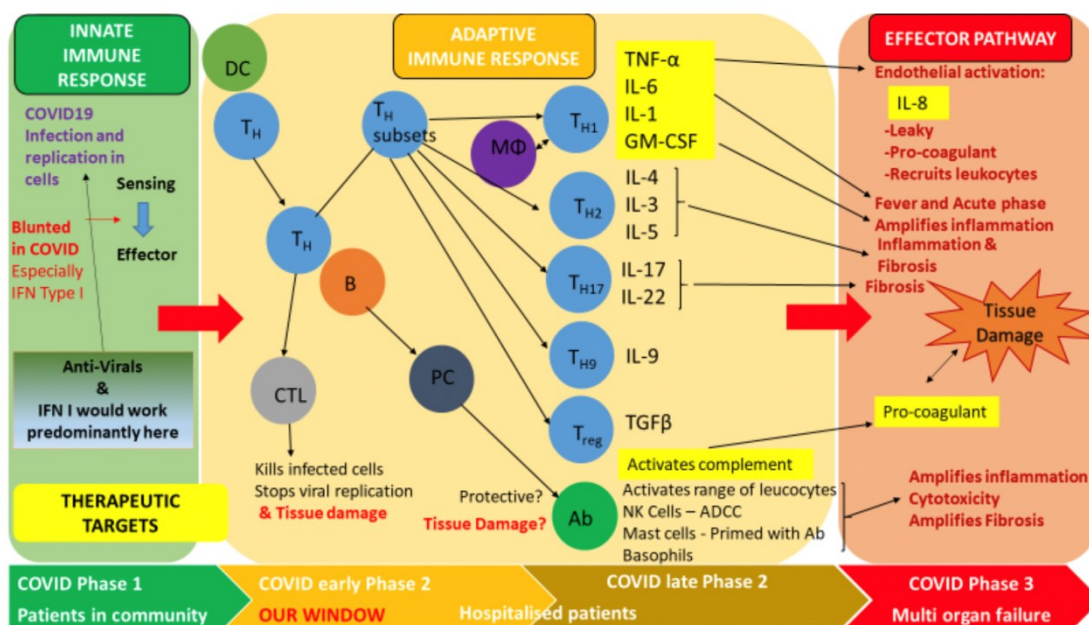 INNATE
IMMUNE
RESPONSE
COVID19
Infection and
replication in
cells
Sensing
Effector
Blunted
in COVID
Especially
IFN Type I
Anti-Virals
&
IFN I would work
predominantly here
THERAPEUTIC
TARGETS
ADAPTIVE
IMMUNE RESPONSE
DC
TH
TH
subsets
TH
B
CTL
PC
Kills infected cells
Stops viral replication
& Tissue damage
MΦ
TH1
TH2
TH17
TH9
Treg
Ab
Protective?
Tissue Damage?
TNF-α
IL-6
IL-1
GM-CSF
IL-4
IL-3
IL-5
IL-17
IL-22
IL-9
TGFβ
Activates complement
Activates range of leucocytes
NK Cells – ADCC
Mast cells - Primed with Ab
Basophils
EFFECTOR PATHWAY
Endothelial activation:
IL-8
-Leaky
-Pro-coagulant
-Recruits leukocytes
Fever and Acute phase
Amplifies inflammation
Inflammation &
Fibrosis
Fibrosis
Tissue
Damage
Pro-coagulant
Amplifies inflammation
Cytotoxicity
Amplifies Fibrosis
COVID Phase 1
Patients in community
COVID early Phase 2
OUR WINDOW
COVID late Phase 2
Hospitalised patients
COVID Phase 3
Multi organ failure